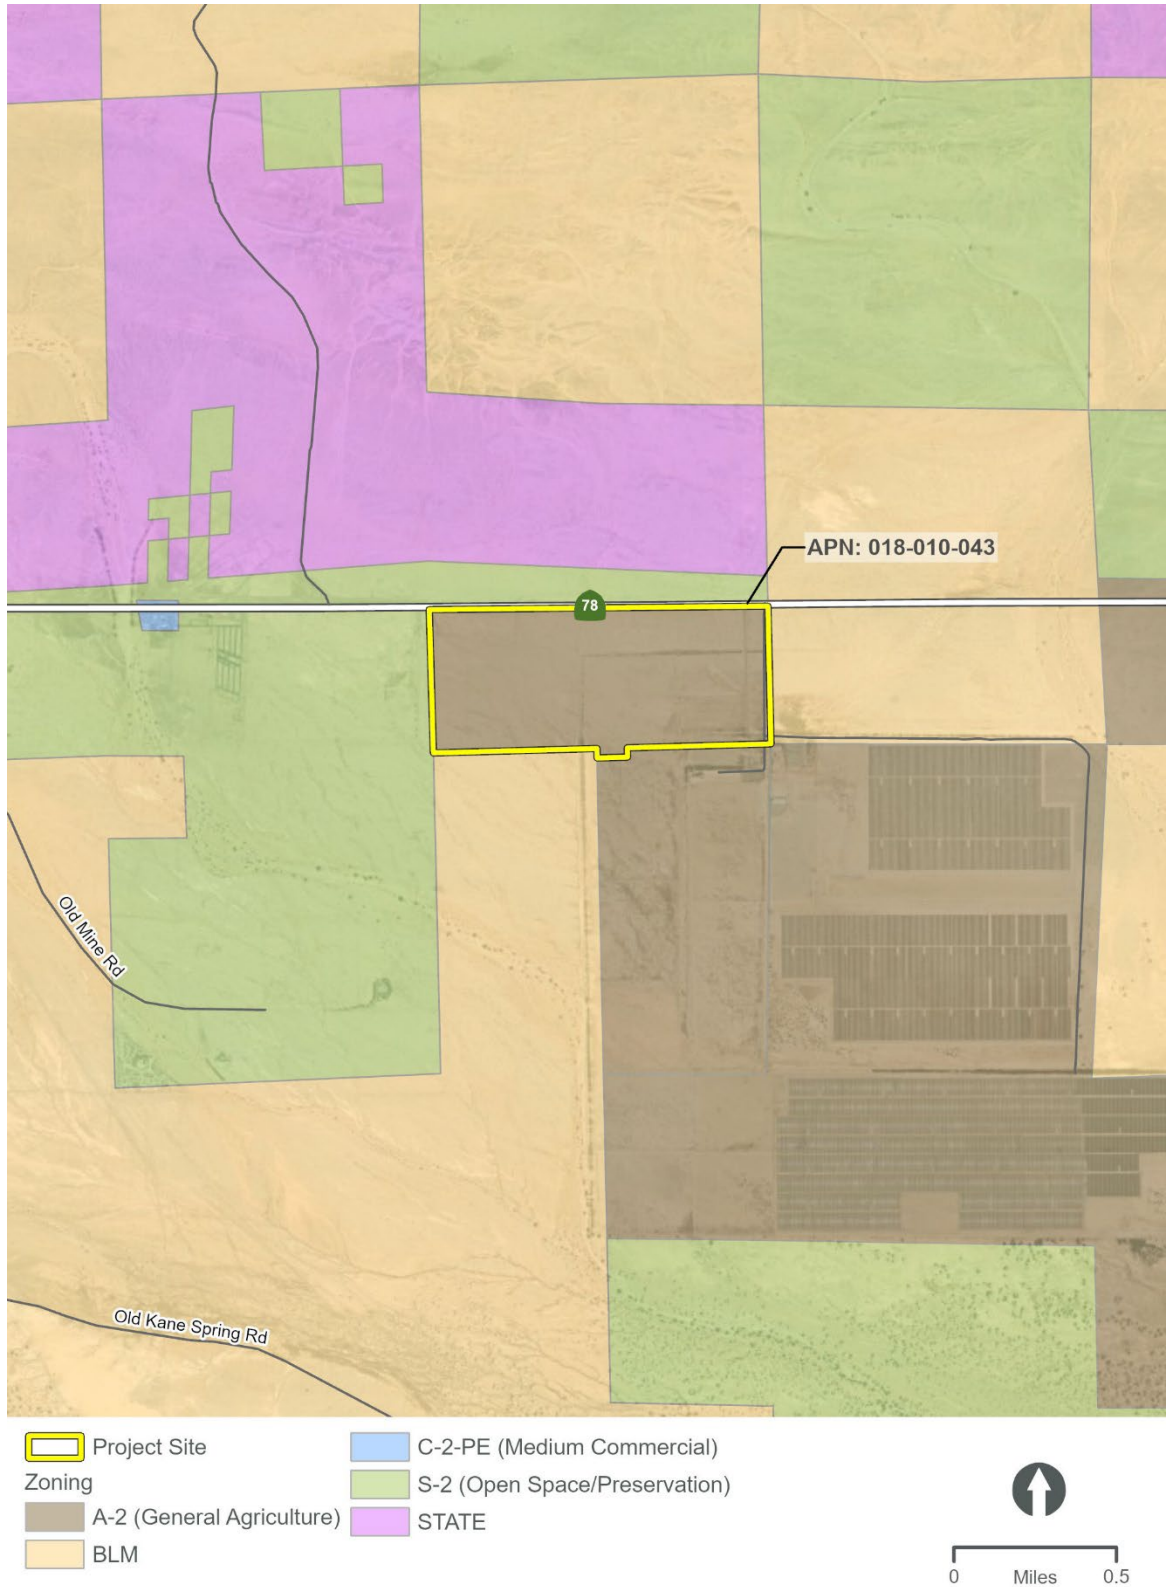 APN: 018-010-043
78
Old Mine Rd
Old Kane Spring Rd
Project Site
Zoning
A-2 (General Agriculture)
BLM
C-2-PE (Medium Commercial)
S-2 (Open Space/Preservation)
STATE
0 Miles 0.5